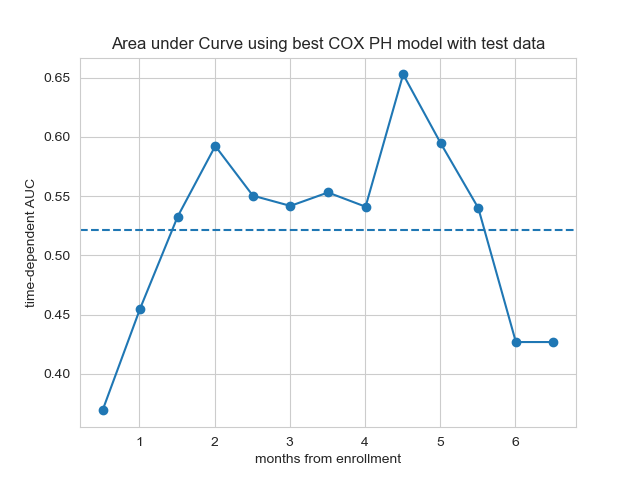 Area under Curve using best COX PH model with test data
0.65
0.60
0.55
0.50
0.45
0.40
time-dependent AUC
1 2 3 4 5 6
months from enrollment